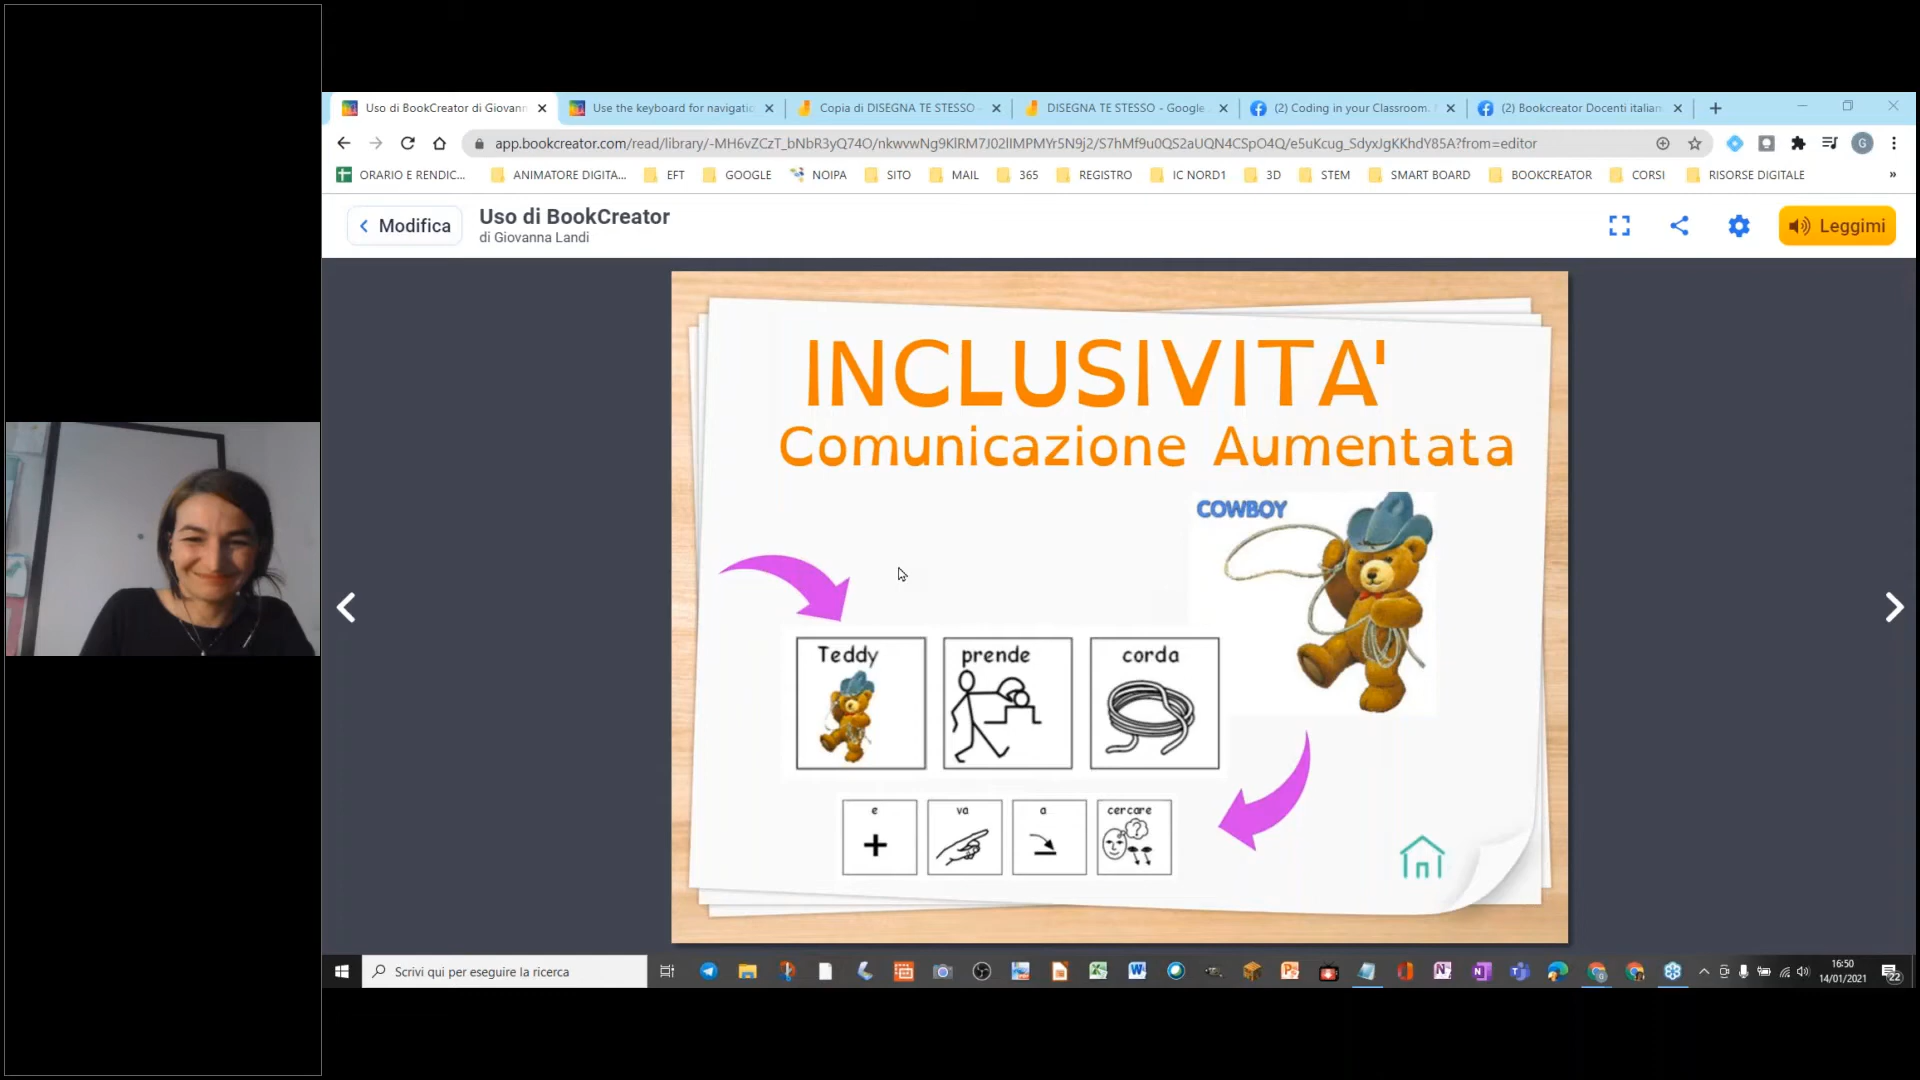 Uso di BookCreator di Giovann
Use the keyboard for navigatio
Copia di DISEGNA TE STESSO -
DISEGNA TE STESSO - Google
(2) Coding in your Classroom.
(2) Bookcreator Docenti italian
app.bookcreator.com/read/library/-MH6vZCzT_bNbR3yQ74O/nkwvwNg9KlRM7J02lIMPMYr5N9j2/S7hMf9u0QS2aUQN4CSpO4Q/e5uKcug_SdyxJgKKhdY85A?from=editor
G
ORARIO E RENDIC...
ANIMATORE DIGITA...
EFT
GOOGLE
NOIPA
SITO
MAIL
365
REGISTRO
IC NORD1
3D
STEM
SMART BOARD
BOOKCREATOR
CORSI
RISORSE DIGITALE
»
Modifica
Uso di BookCreator
di Giovanna Landi
Leggimi
INCLUSIVITA'
Comunicazione Aumentata
COWBOY
Teddy
prende
corda
e
va
a
cercare
Scrivi qui per eseguire la ricerca
16:50
14/01/2021
22